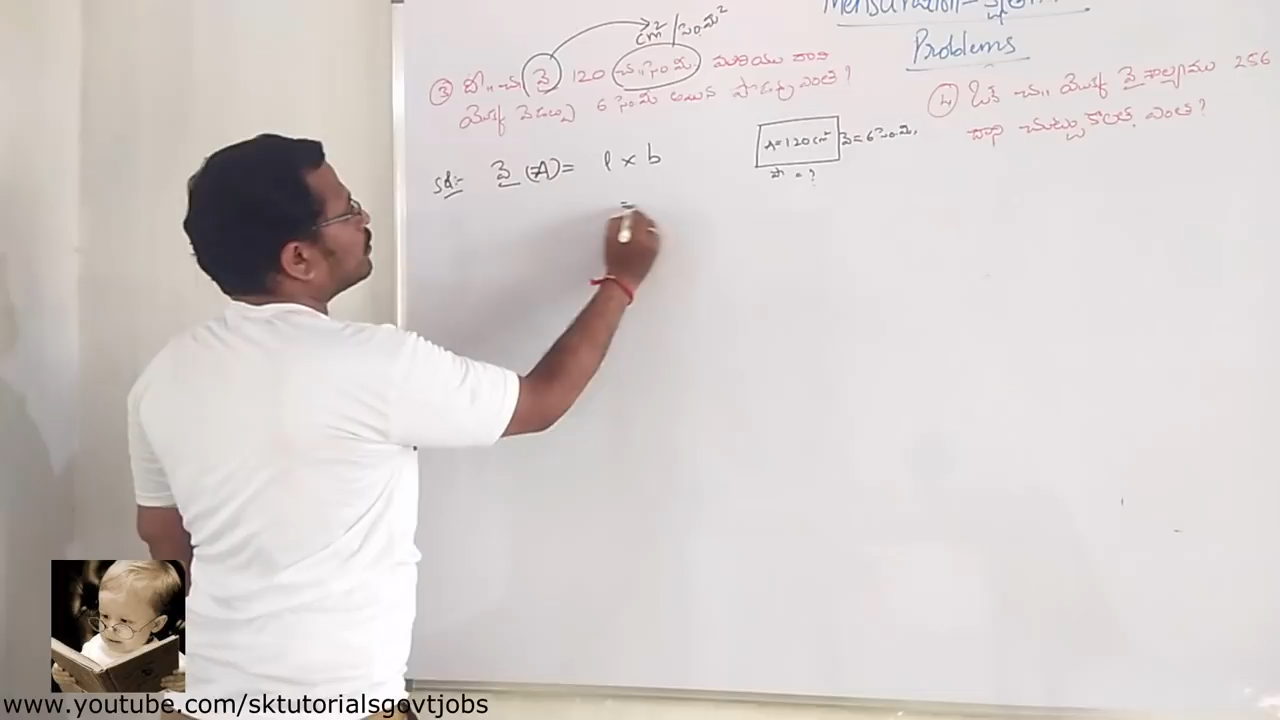 Problems
cm² / సెం.మీ²
③ దీ॥ చ॥ వై 120 చ॥సెం.మీ. మరియు దాని
యొక్క వెడల్పు 6 సెం.మీ అయిన పొడవు ఎంత?
④ ఒక చ॥ యొక్క వైశాల్యము 256
దాని చుట్టుకొలత ఎంత?
A=120 cm² వె= 6 సెం.మీ.
పొ = ?
Sol:- వై (A) = l × b
=
www.youtube.com/sktutorialsgovtjobs